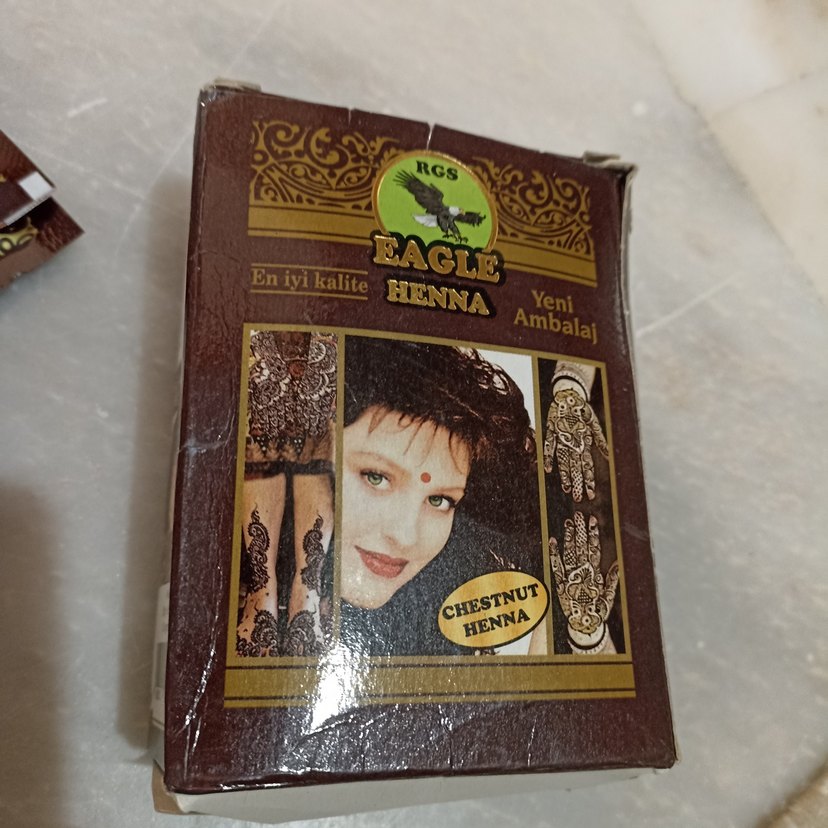 RGS
EAGLE
HENNA
En iyi kalite
Yeni
Ambalaj
CHESTNUT
HENNA